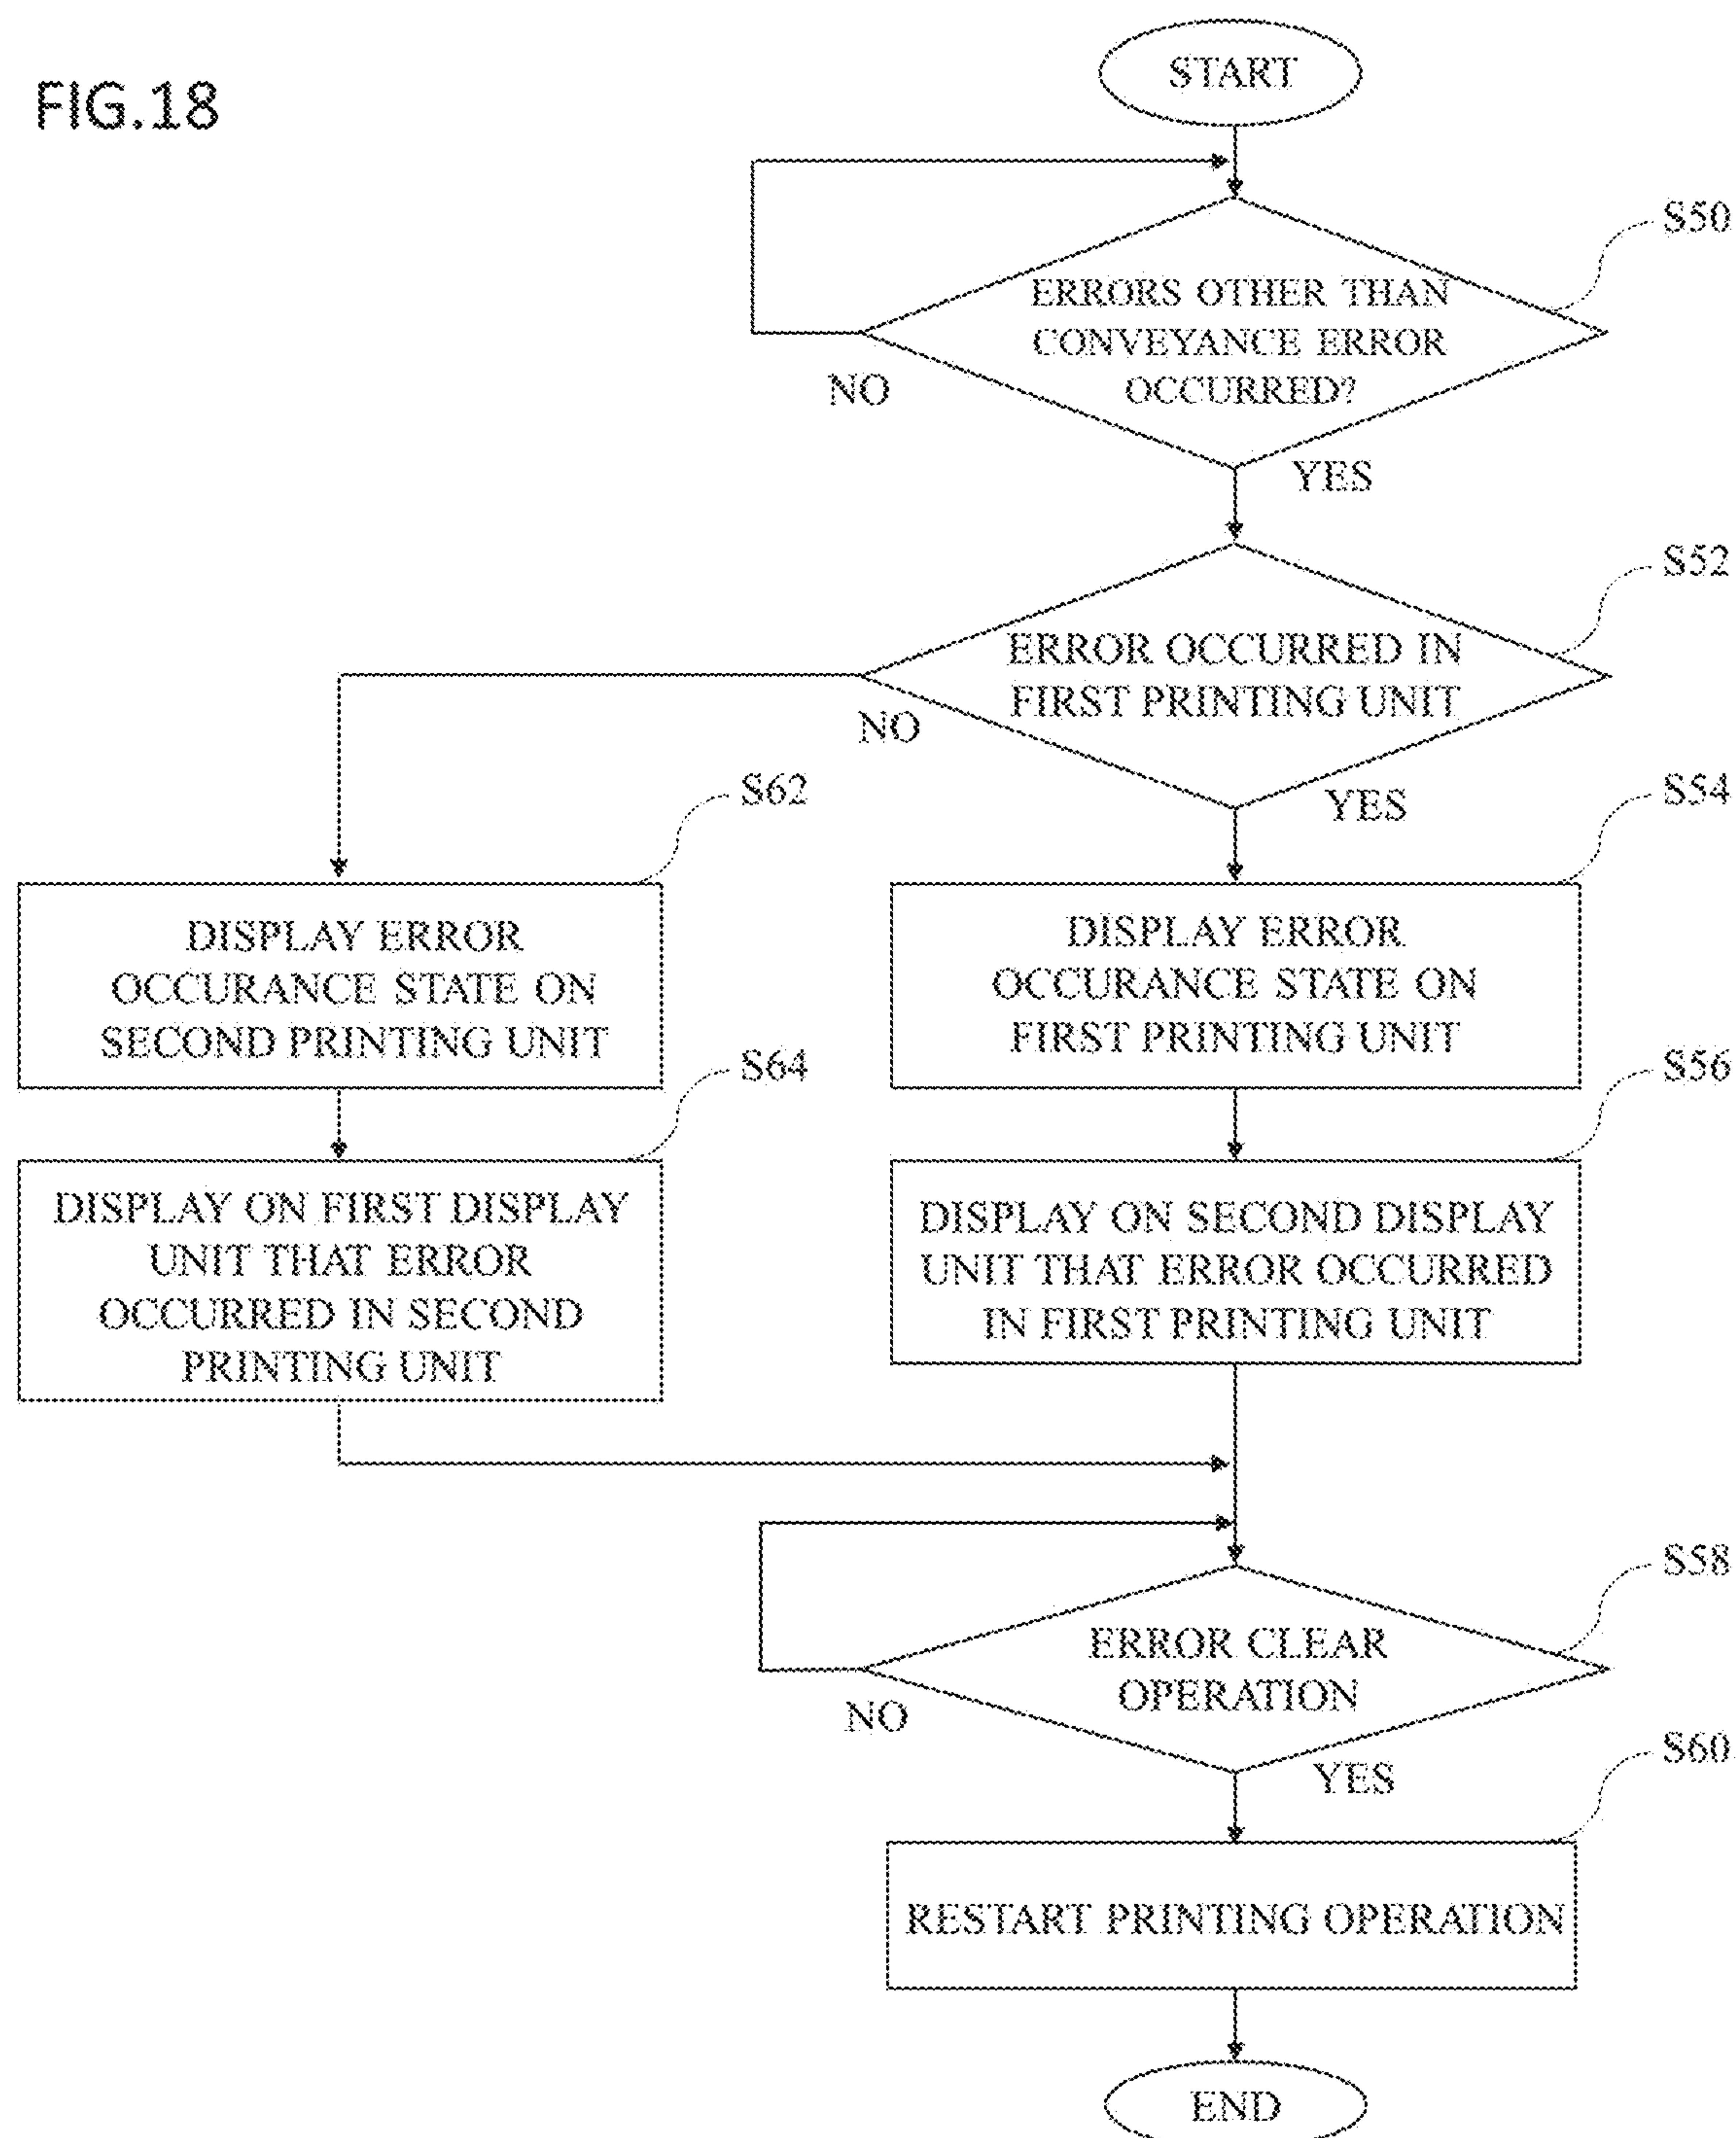 FIG.18
START
S50
ERRORS OTHER THAN
CONVEYANCE ERROR
OCCURRED?
NO
YES
S52
ERROR OCCURRED IN
FIRST PRINTING UNIT
NO
YES
S62
S54
DISPLAY ERROR
OCCURANCE STATE ON
SECOND PRINTING UNIT
DISPLAY ERROR
OCCURANCE STATE ON
FIRST PRINTING UNIT
S64
S56
DISPLAY ON FIRST DISPLAY
UNIT THAT ERROR
OCCURRED IN SECOND
PRINTING UNIT
DISPLAY ON SECOND DISPLAY
UNIT THAT ERROR OCCURRED
IN FIRST PRINTING UNIT
S58
ERROR CLEAR
OPERATION
NO
YES
S60
RESTART PRINTING OPERATION
END